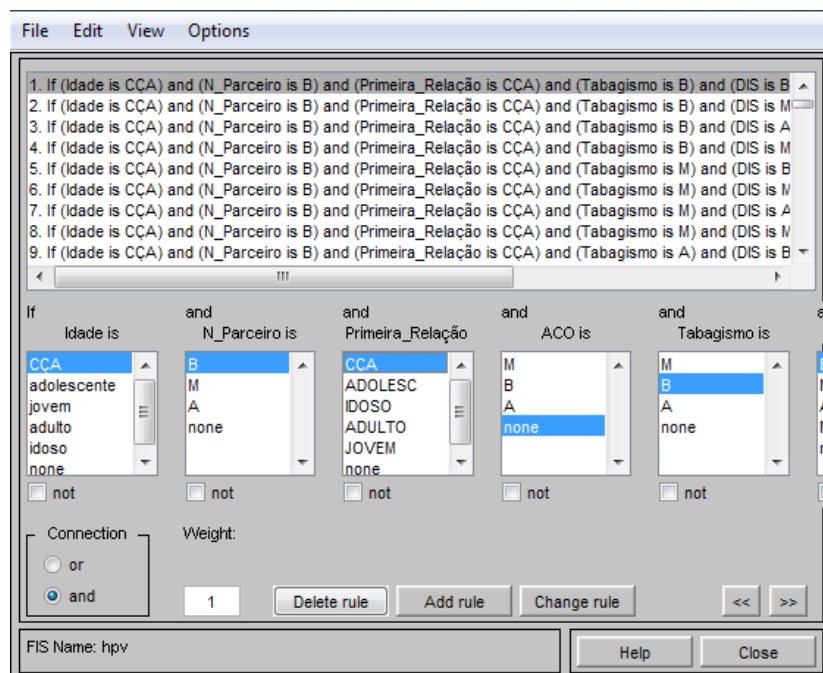 File Edit View Options
1. If (Idade is CÇA) and (N_Parceiro is B) and (Primeira_Relação is CÇA) and (Tabagismo is B) and (DIS is B
2. If (Idade is CÇA) and (N_Parceiro is B) and (Primeira_Relação is CÇA) and (Tabagismo is B) and (DIS is M
3. If (Idade is CÇA) and (N_Parceiro is B) and (Primeira_Relação is CÇA) and (Tabagismo is B) and (DIS is A
4. If (Idade is CÇA) and (N_Parceiro is B) and (Primeira_Relação is CÇA) and (Tabagismo is B) and (DIS is M
5. If (Idade is CÇA) and (N_Parceiro is B) and (Primeira_Relação is CÇA) and (Tabagismo is M) and (DIS is B
6. If (Idade is CÇA) and (N_Parceiro is B) and (Primeira_Relação is CÇA) and (Tabagismo is M) and (DIS is M
7. If (Idade is CÇA) and (N_Parceiro is B) and (Primeira_Relação is CÇA) and (Tabagismo is M) and (DIS is A
8. If (Idade is CÇA) and (N_Parceiro is B) and (Primeira_Relação is CÇA) and (Tabagismo is M) and (DIS is M
9. If (Idade is CÇA) and (N_Parceiro is B) and (Primeira_Relação is CÇA) and (Tabagismo is A) and (DIS is B
If and and and and
Idade is N_Parceiro is Primeira_Relação ACO is Tabagismo is
CÇA B CÇA M M
adolescente M ADOLESC B B
jovem A IDOSO A A
adulto none ADULTO none none
idoso JOVEM
none none
not not not not not
Connection Weight:
or
and 1 Delete rule Add rule Change rule << >>
FIS Name: hpv Help Close